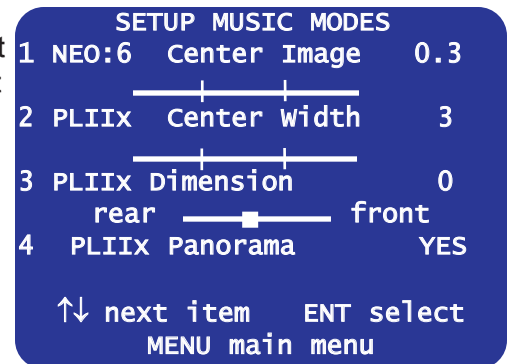 SETUP MUSIC MODES
1 NEO:6 Center Image 0.3
2 PLIIx Center Width 3
3 PLIIx Dimension 0
rear front
4 PLIIx Panorama YES
↑↓ next item ENT select
MENU main menu